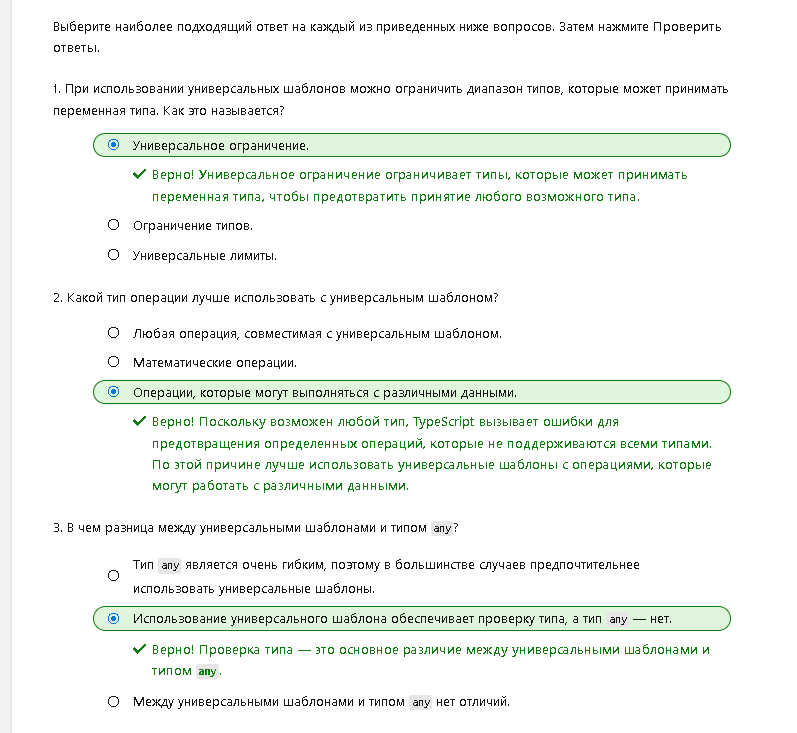 Выберите наиболее подходящий ответ на каждый из приведенных ниже вопросов. Затем нажмите Проверить
ответы.
1. При использовании универсальных шаблонов можно ограничить диапазон типов, которые может принимать
переменная типа. Как это называется?
Универсальное ограничение.
Верно! Универсальное ограничение ограничивает типы, которые может принимать
переменная типа, чтобы предотвратить принятие любого возможного типа.
Ограничение типов.
Универсальные лимиты.
2. Какой тип операции лучше использовать с универсальным шаблоном?
Любая операция, совместимая с универсальным шаблоном.
Математические операции.
Операции, которые могут выполняться с различными данными.
Верно! Поскольку возможен любой тип, TypeScript вызывает ошибки для
предотвращения определенных операций, которые не поддерживаются всеми типами.
По этой причине лучше использовать универсальные шаблоны с операциями, которые
могут работать с различными данными.
3. В чем разница между универсальными шаблонами и типом any?
Тип any является очень гибким, поэтому в большинстве случаев предпочтительнее
использовать универсальные шаблоны.
Использование универсального шаблона обеспечивает проверку типа, а тип any — нет.
Верно! Проверка типа — это основное различие между универсальными шаблонами и
типом any.
Между универсальными шаблонами и типом any нет отличий.